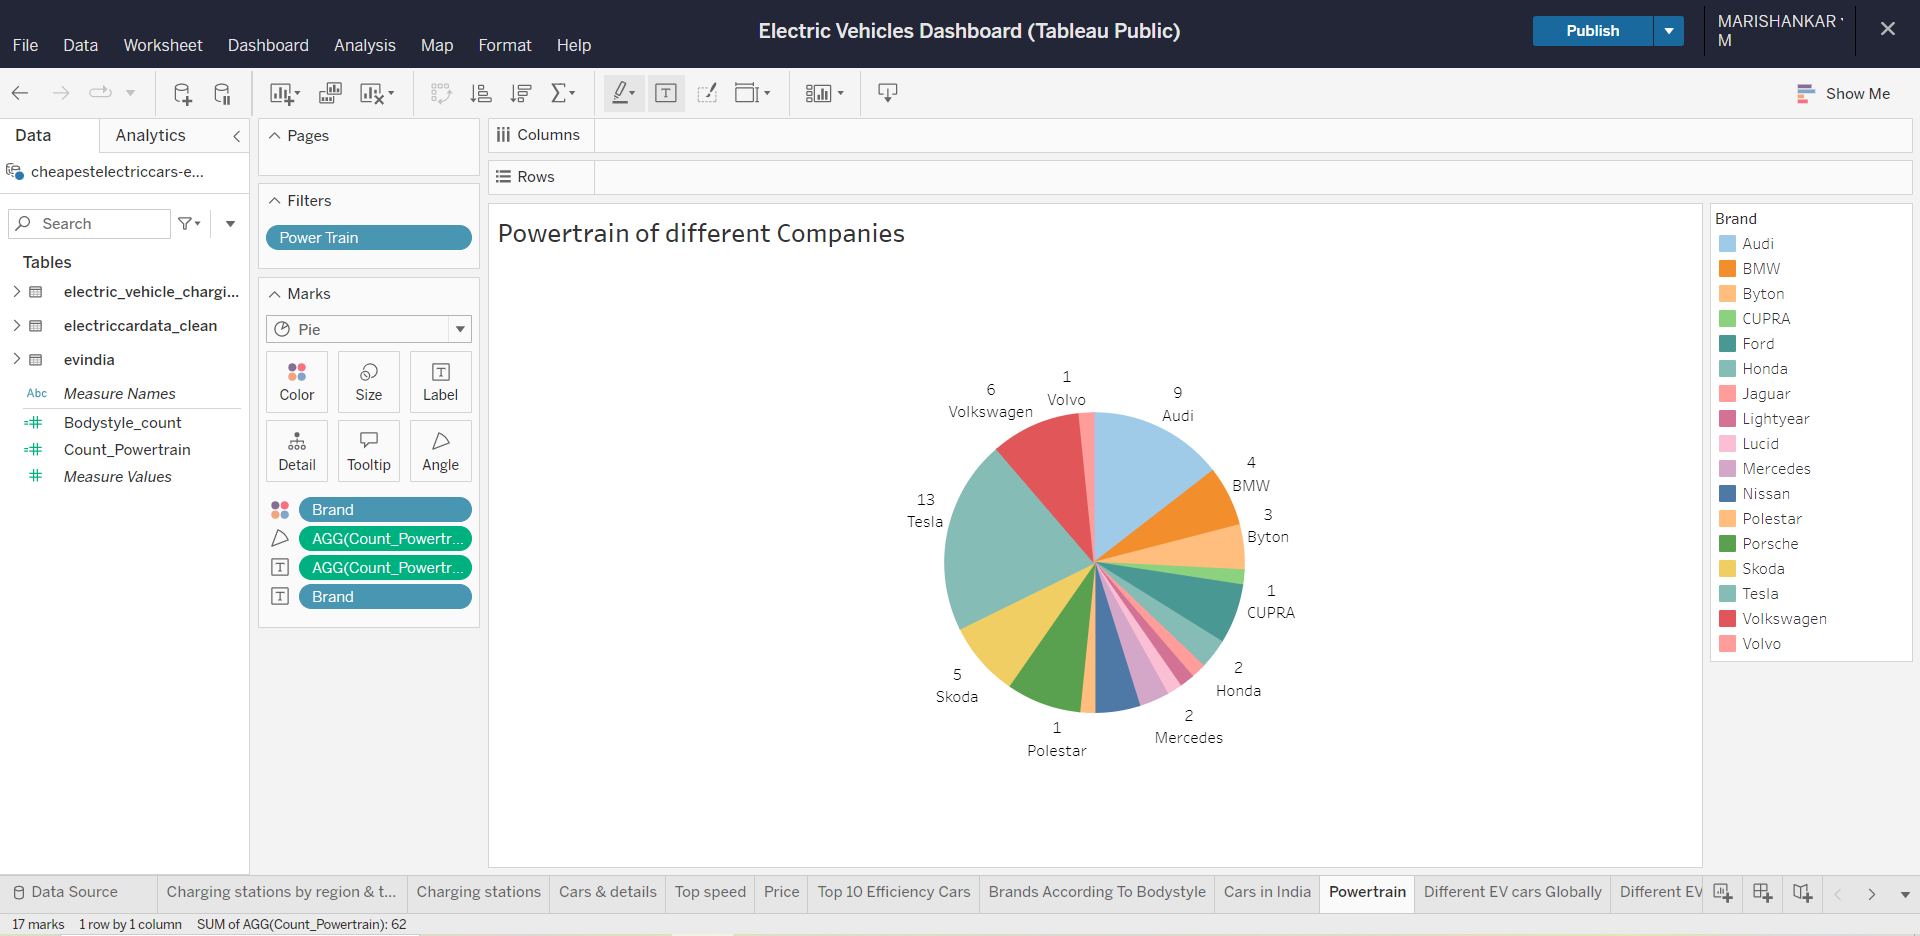 Electric Vehicles Dashboard (Tableau Public)
Publish
MARISHANKAR
M
File Data Worksheet Dashboard Analysis Map Format Help
Show Me
Data Analytics
cheapestelectriccars-e...
Search
Tables
electric_vehicle_chargi...
electriccardata_clean
evindia
Abc Measure Names
Bodystyle_count
Count_Powertrain
Measure Values
Pages
Filters
Power Train
Marks
Pie
Color Size Label
Detail Tooltip Angle
Brand
AGG(Count_Powertr...
AGG(Count_Powertr...
Brand
Columns
Rows
Powertrain of different Companies
1
Volvo
9
Audi
4
BMW
3
Byton
1
CUPRA
2
Honda
2
Mercedes
1
Polestar
5
Skoda
13
Tesla
6
Volkswagen
Brand
Audi
BMW
Byton
CUPRA
Ford
Honda
Jaguar
Lightyear
Lucid
Mercedes
Nissan
Polestar
Porsche
Skoda
Tesla
Volkswagen
Volvo
Data Source Charging stations by region & t... Charging stations Cars & details Top speed Price Top 10 Efficiency Cars Brands According To Bodystyle Cars in India Powertrain Different EV cars Globally Different EV
17 marks 1 row by 1 column SUM of AGG(Count_Powertrain): 62